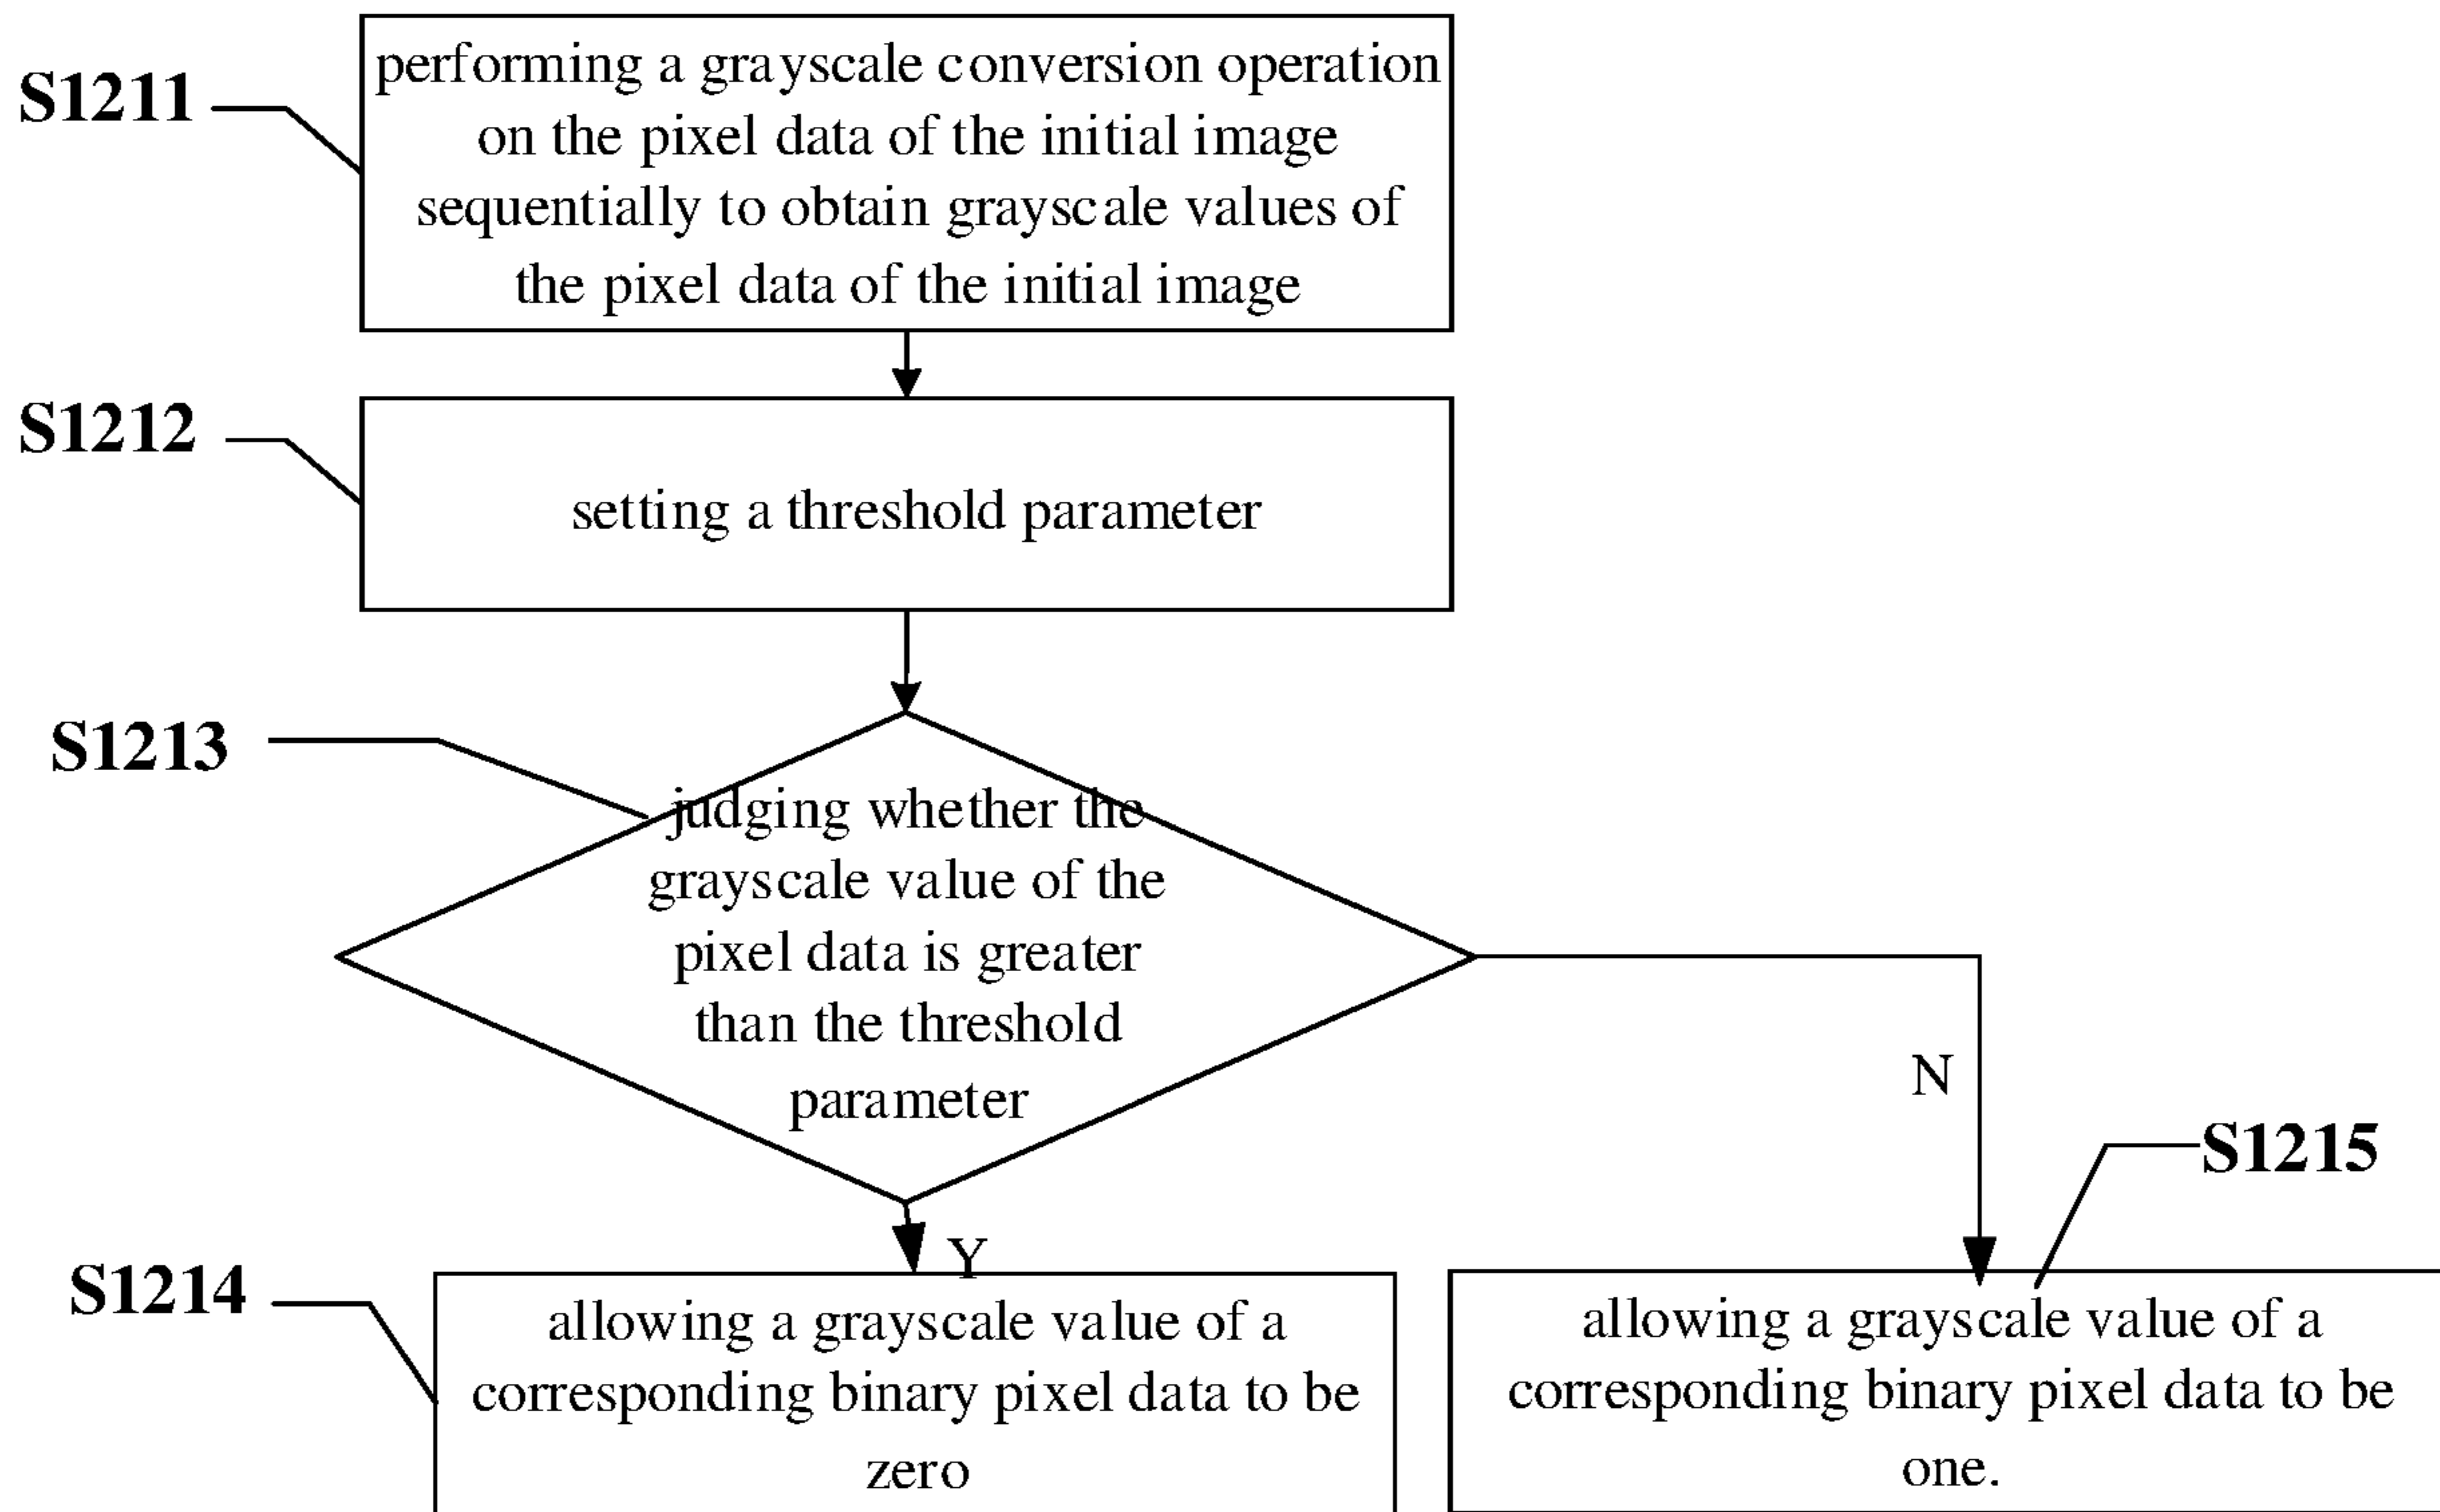 S1211
performing a grayscale conversion operation
on the pixel data of the initial image
sequentially to obtain grayscale values of
the pixel data of the initial image
S1212
setting a threshold parameter
S1213
judging whether the
grayscale value of the
pixel data is greater
than the threshold
parameter
N
S1215
Y
S1214
allowing a grayscale value of a
corresponding binary pixel data to be
zero
allowing a grayscale value of a
corresponding binary pixel data to be
one.